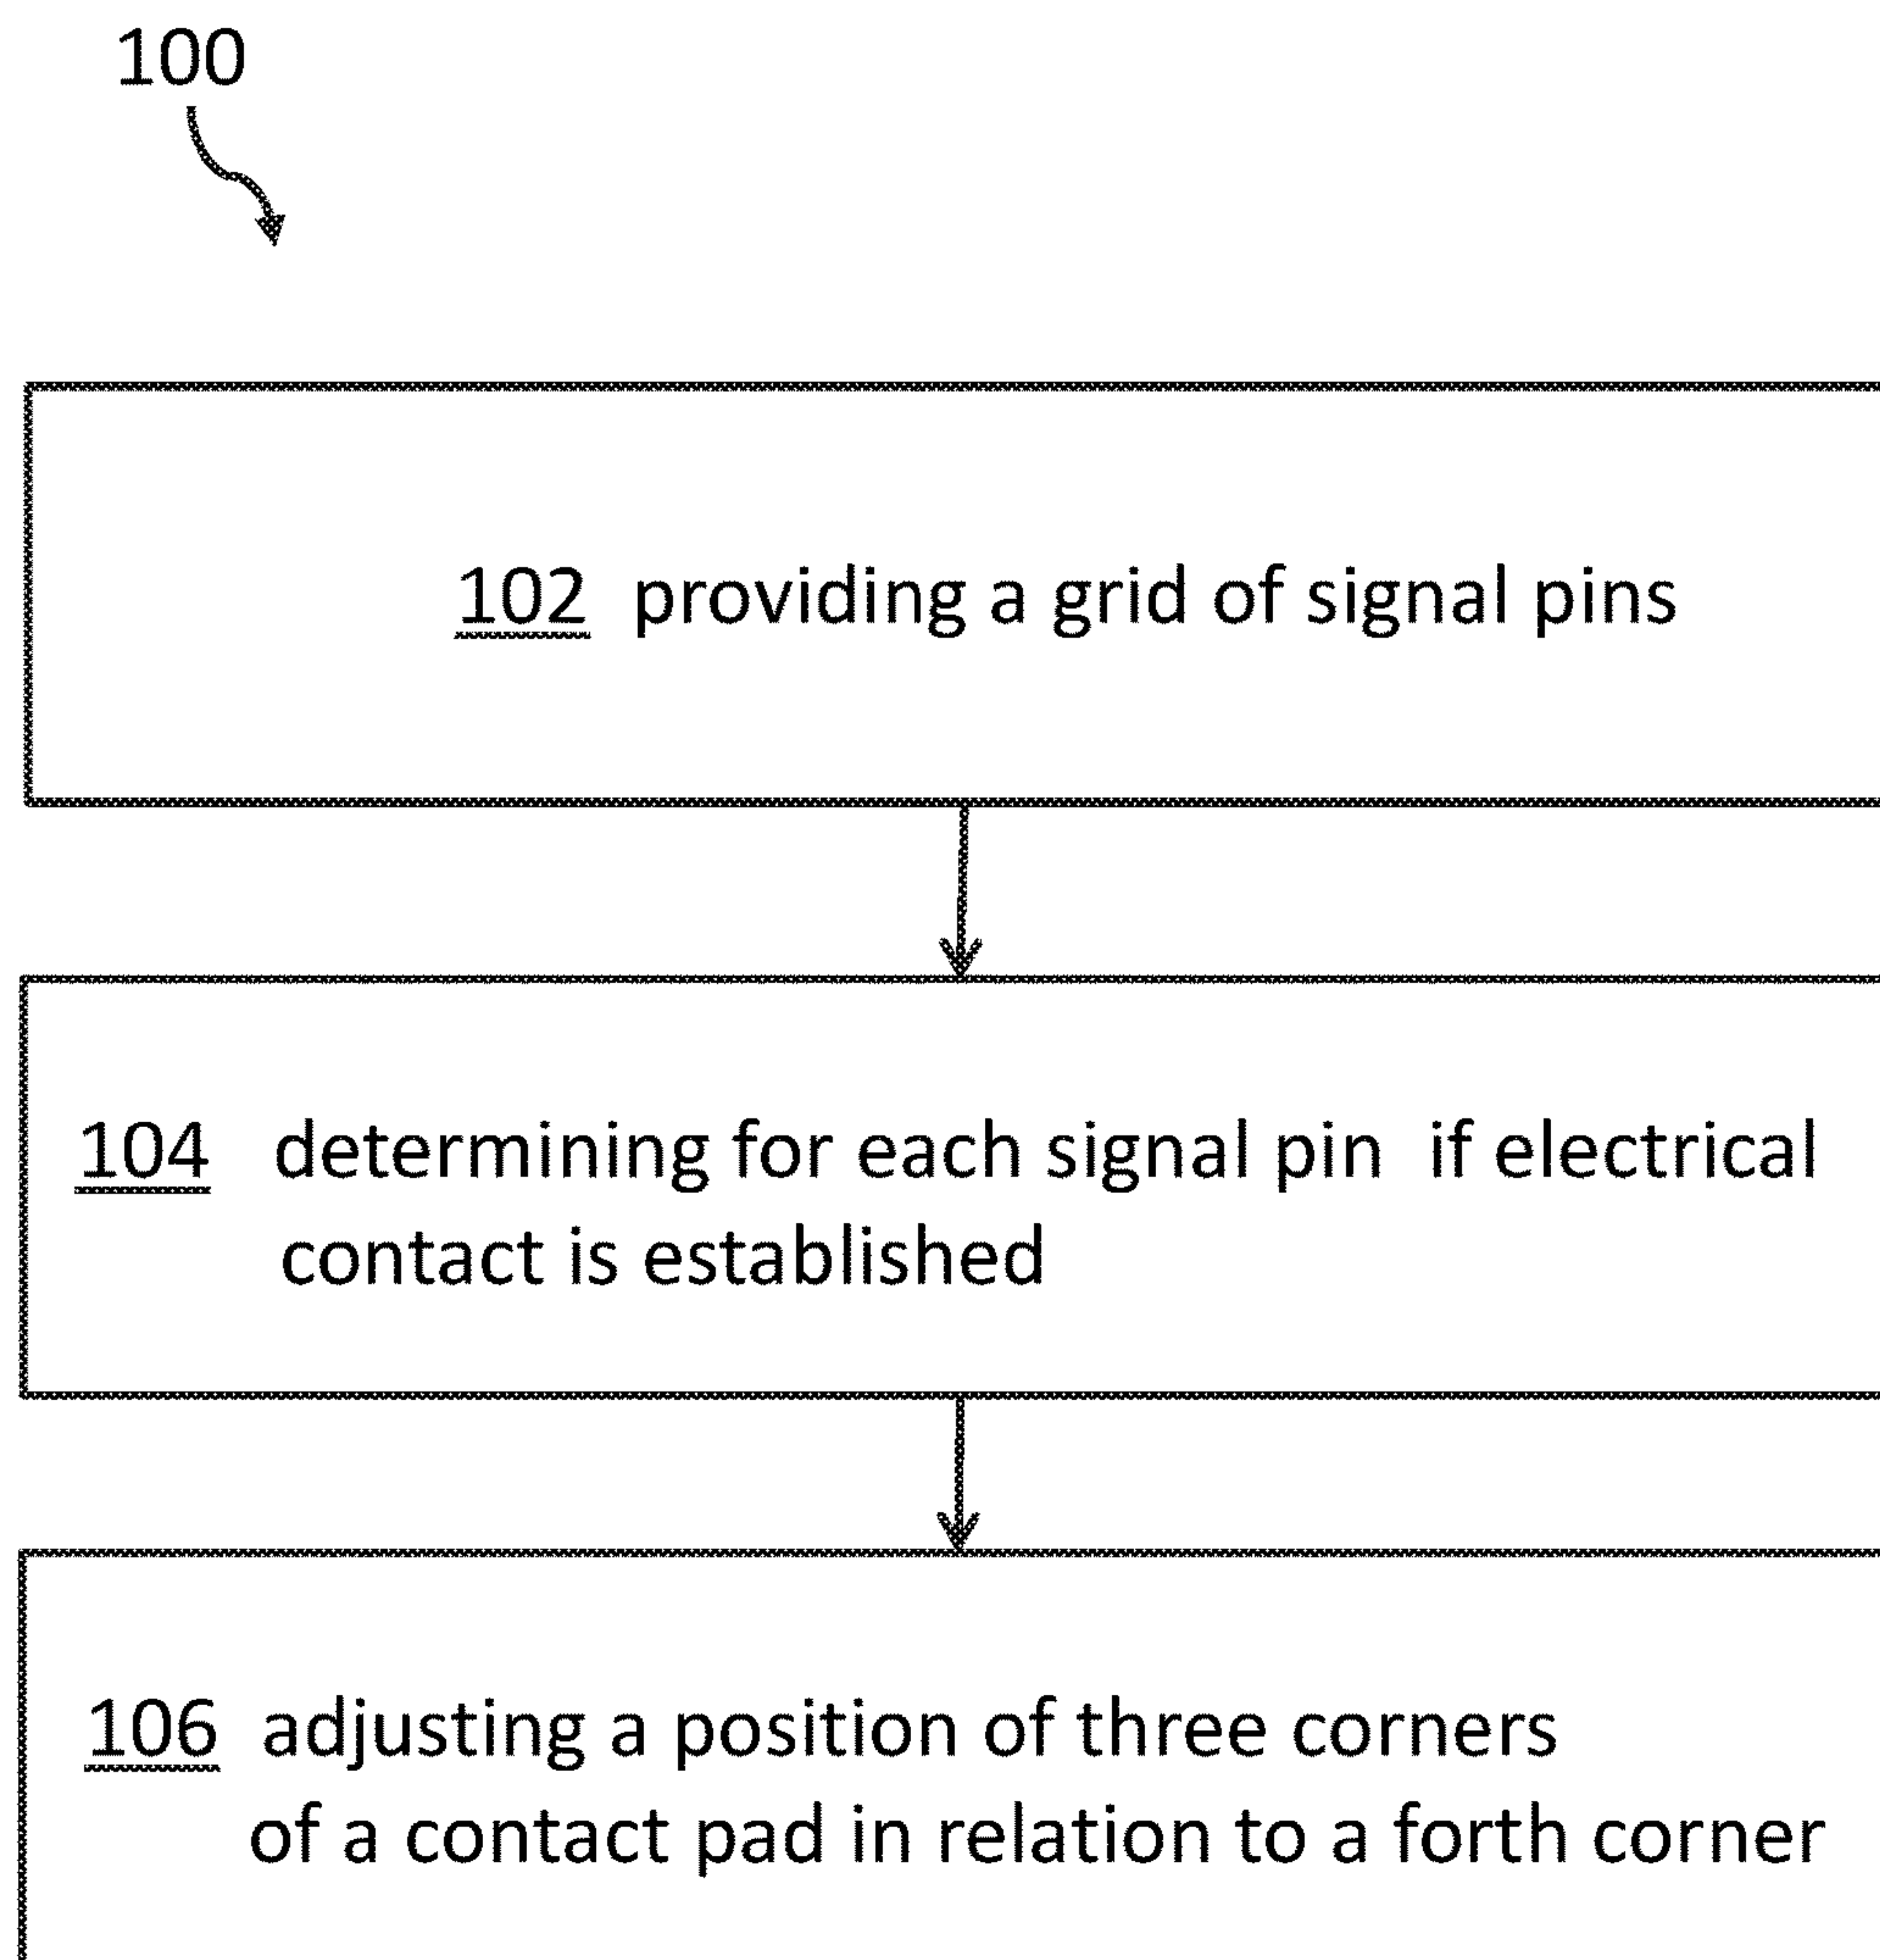 100
102 providing a grid of signal pins
104 determining for each signal pin if electrical
contact is established
106 adjusting a position of three corners
of a contact pad in relation to a forth corner